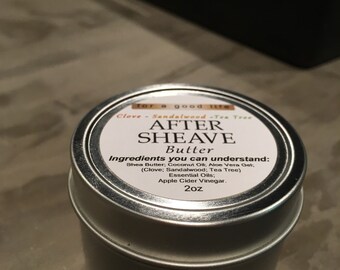 for a good life
Clove - Sandalwood - Tea Tree
AFTER
SHEAVE
Butter
Ingredients you can understand:
Shea Butter; Coconut Oil, Aloe Vera Gel,
(Clove; Sandalwood; Tea Tree)
Essential Oils;
Apple Cider Vinegar.
2oz